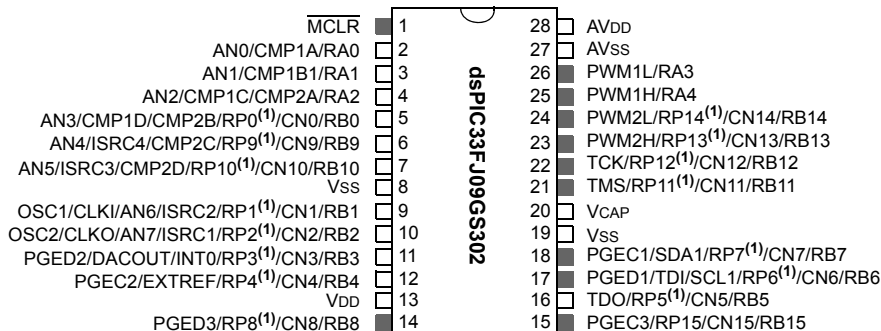 MCLR 1
AN0/CMP1A/RA0 2
AN1/CMP1B1/RA1 3
AN2/CMP1C/CMP2A/RA2 4
AN3/CMP1D/CMP2B/RP0(1)/CN0/RB0 5
AN4/ISRC4/CMP2C/RP9(1)/CN9/RB9 6
AN5/ISRC3/CMP2D/RP10(1)/CN10/RB10 7
VSS 8
OSC1/CLKI/AN6/ISRC2/RP1(1)/CN1/RB1 9
OSC2/CLKO/AN7/ISRC1/RP2(1)/CN2/RB2 10
PGED2/DACOUT/INT0/RP3(1)/CN3/RB3 11
PGEC2/EXTREF/RP4(1)/CN4/RB4 12
VDD 13
PGED3/RP8(1)/CN8/RB8 14
dsPIC33FJ09GS302
28 AVDD
27 AVSS
26 PWM1L/RA3
25 PWM1H/RA4
24 PWM2L/RP14(1)/CN14/RB14
23 PWM2H/RP13(1)/CN13/RB13
22 TCK/RP12(1)/CN12/RB12
21 TMS/RP11(1)/CN11/RB11
20 VCAP
19 VSS
18 PGEC1/SDA1/RP7(1)/CN7/RB7
17 PGED1/TDI/SCL1/RP6(1)/CN6/RB6
16 TDO/RP5(1)/CN5/RB5
15 PGEC3/RP15/CN15/RB15